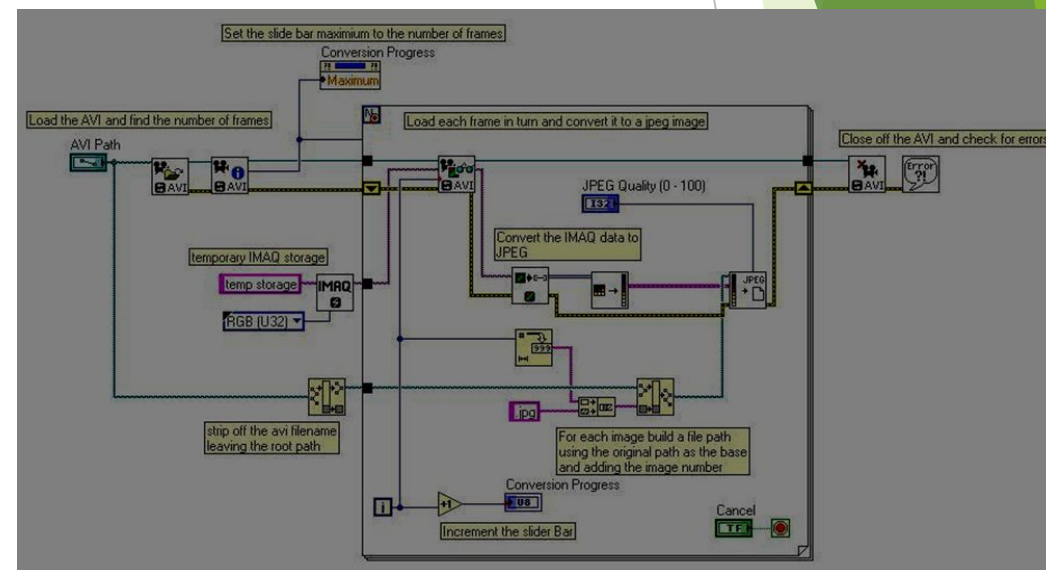 Set the slide bar maximium to the number of frames
Conversion Progress
Maximum
Load the AVI and find the number of frames
AVI Path
AVI
AVI
N
Load each frame in turn and convert it to a jpeg image
AVI
Close off the AVI and check for errors
AVI
Error
?!
JPEG Quality (0 - 100)
I32
Convert the IMAQ data to
JPEG
JPEG
temporary IMAQ storage
temp storage
IMAQ
RGB (U32)
999
.jpg
strip off the avi filename
leaving the root path
For each image build a file path
using the original path as the base
and adding the image number
Conversion Progress
i
+1
U8
Increment the slider Bar
Cancel
TF